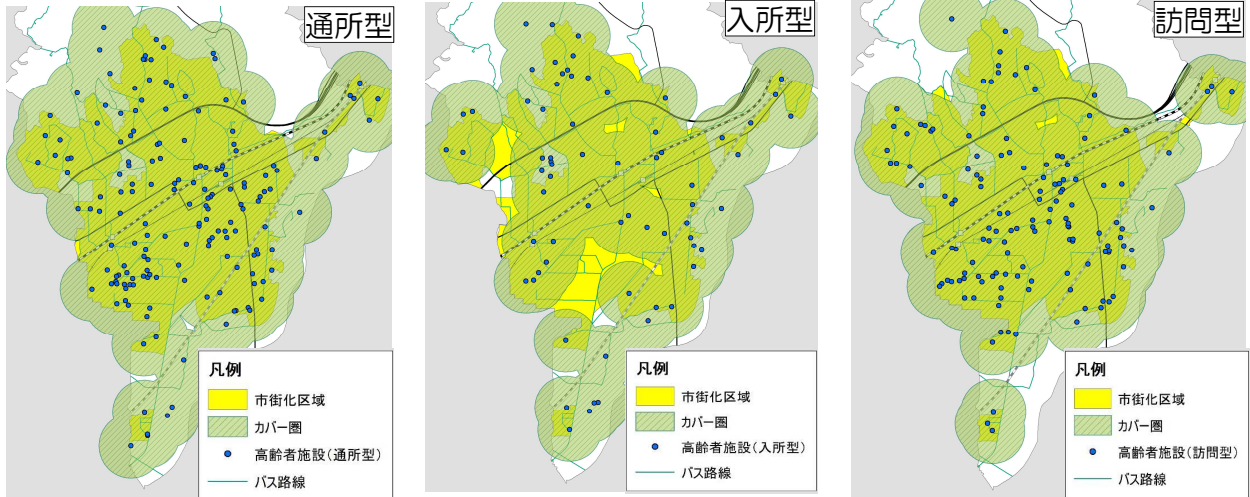 通所型
凡例
市街化区域
カバー圏
高齢者施設(通所型)
バス路線
入所型
凡例
市街化区域
カバー圏
高齢者施設(入所型)
バス路線
訪問型
凡例
市街化区域
カバー圏
高齢者施設(訪問型)
バス路線